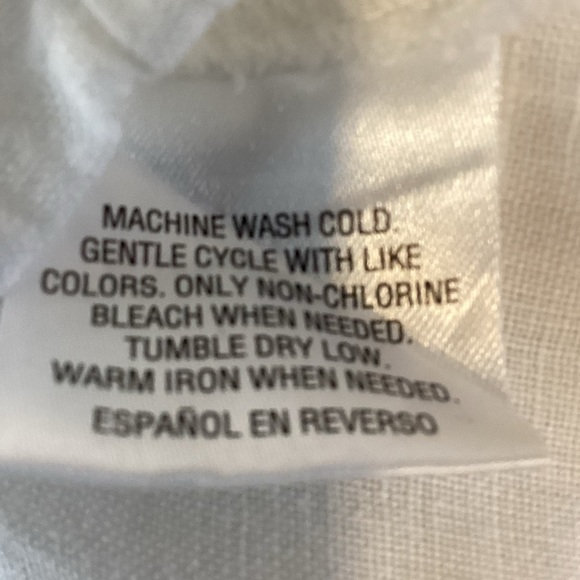 MACHINE WASH COLD.
GENTLE CYCLE WITH LIKE
COLORS. ONLY NON-CHLORINE
BLEACH WHEN NEEDED.
TUMBLE DRY LOW.
WARM IRON WHEN NEEDED.
ESPAÑOL EN REVERSO